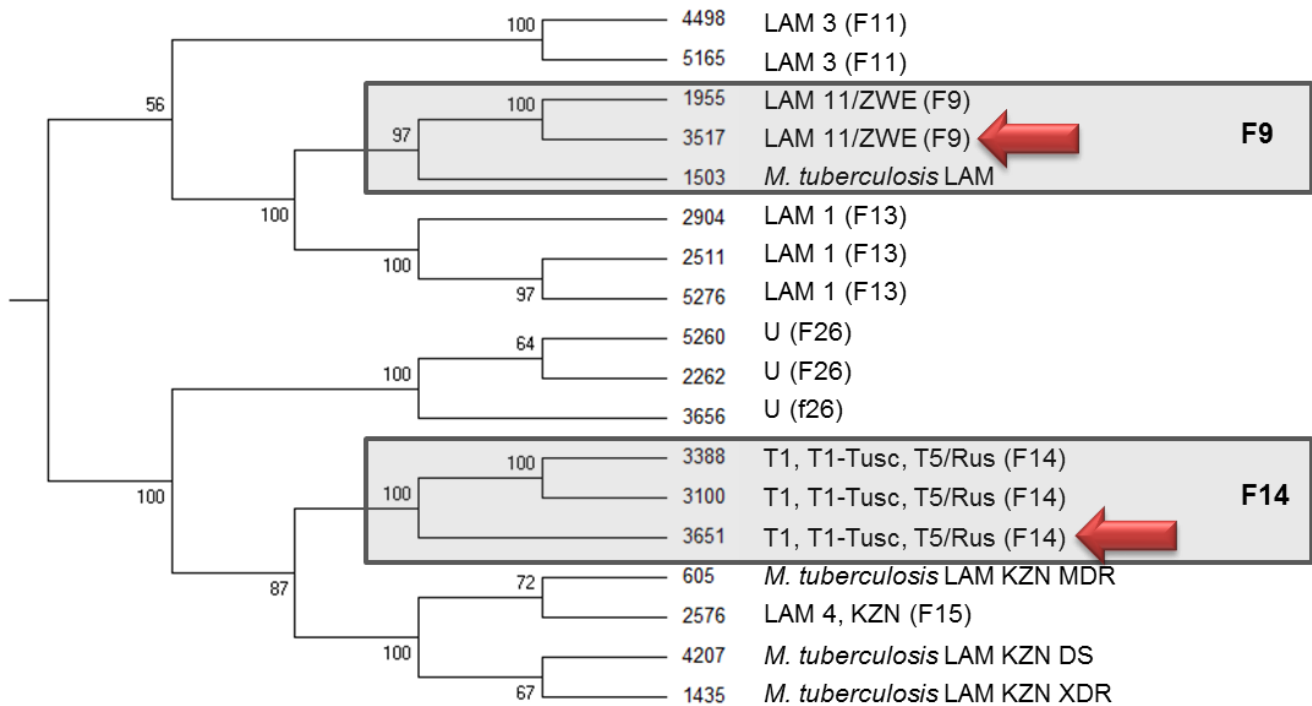 100 4498 LAM 3 (F11)
5165 LAM 3 (F11)
56 100 1955 LAM 11/ZWE (F9)
97 3517 LAM 11/ZWE (F9) F9
1503 M. tuberculosis LAM
100 2904 LAM 1 (F13)
100 2511 LAM 1 (F13)
97 5276 LAM 1 (F13)
64 5260 U (F26)
100 2262 U (F26)
3656 U (f26)
100 3388 T1, T1-Tusc, T5/Rus (F14)
100 100 3100 T1, T1-Tusc, T5/Rus (F14) F14
3651 T1, T1-Tusc, T5/Rus (F14)
87 72 605 M. tuberculosis LAM KZN MDR
2576 LAM 4, KZN (F15)
100 4207 M. tuberculosis LAM KZN DS
67 1435 M. tuberculosis LAM KZN XDR